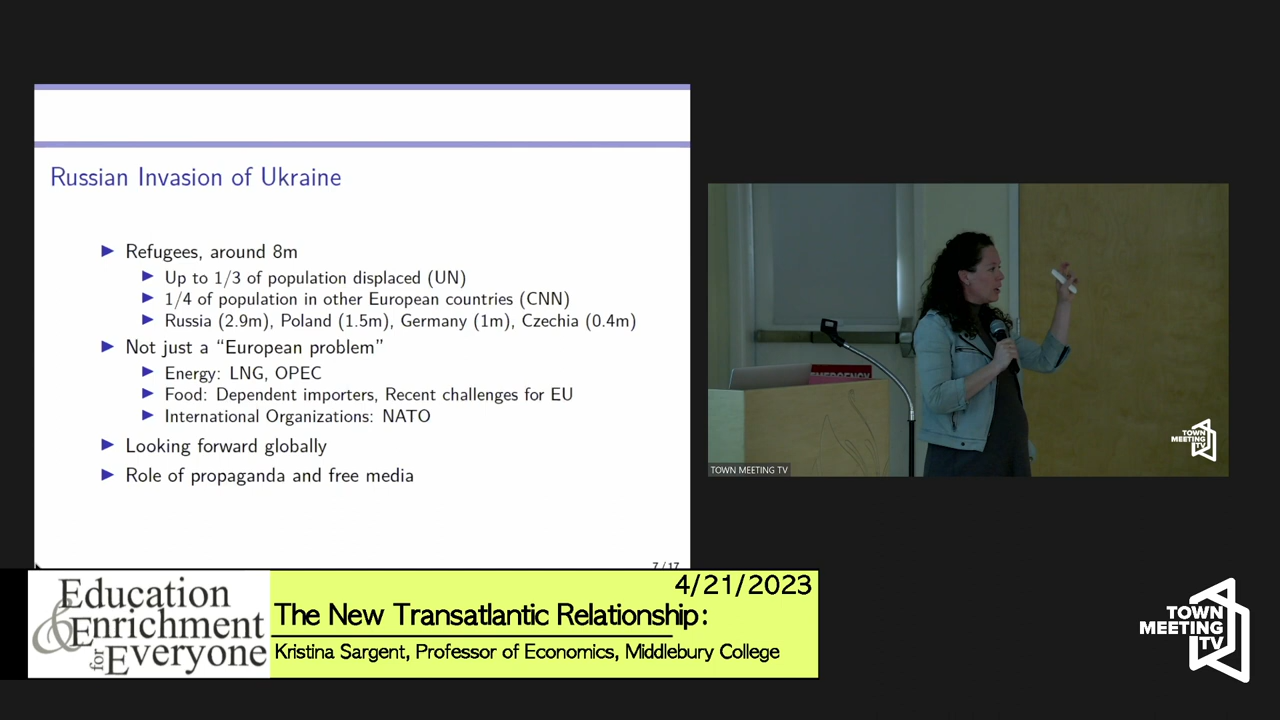 Russian Invasion of Ukraine
► Refugees, around 8m
► Up to 1/3 of population displaced (UN)
► 1/4 of population in other European countries (CNN)
► Russia (2.9m), Poland (1.5m), Germany (1m), Czechia (0.4m)
► Not just a “European problem”
► Energy: LNG, OPEC
► Food: Dependent importers, Recent challenges for EU
► International Organizations: NATO
► Looking forward globally
► Role of propaganda and free media
7 / 17
EMERGENCY
TOWN
MEETING
TV
TOWN MEETING TV
Education
& Enrichment
for Everyone
4/21/2023
The New Transatlantic Relationship:
Kristina Sargent, Professor of Economics, Middlebury College
TOWN
MEETING
TV